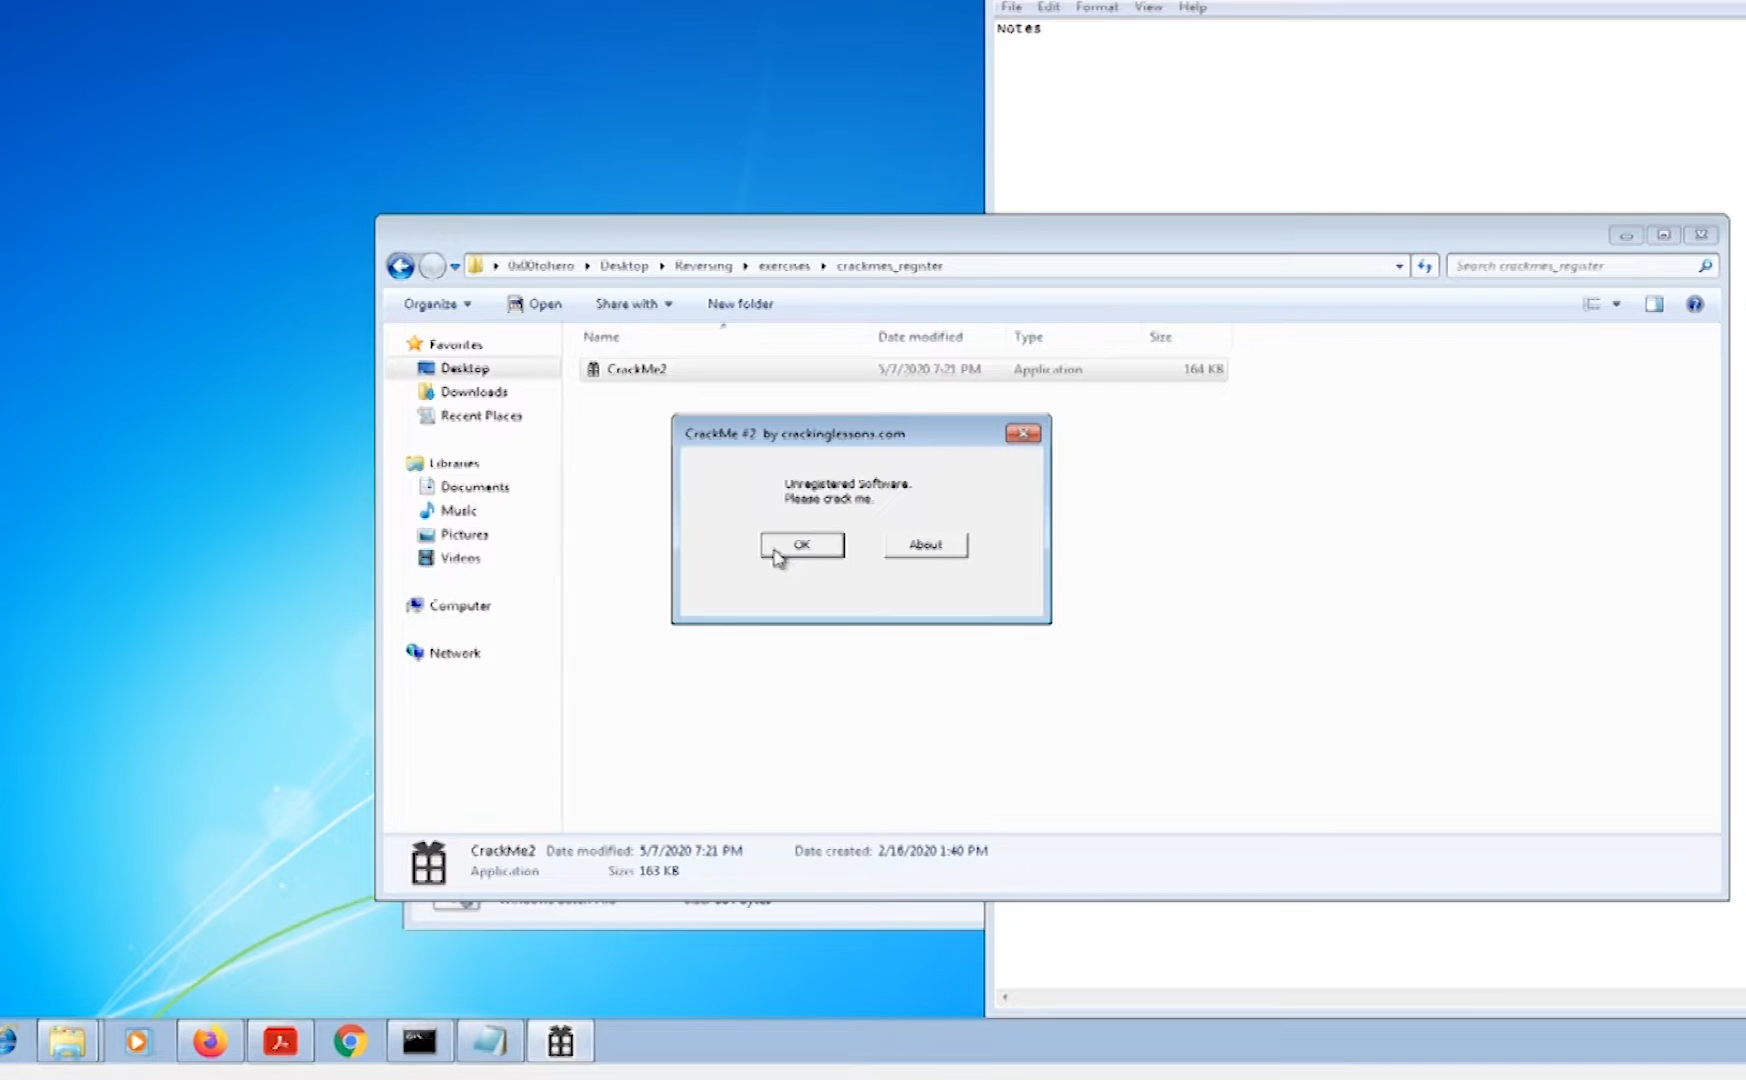 File Edit Format View Help
Notes
0x00tohero Desktop Reversing exercises crackmes_register
Search crackmes_register
Organize Open Share with New folder
Name Date modified Type Size
Favorites
Desktop
Downloads
Recent Places
Libraries
Documents
Music
Pictures
Videos
Computer
Network
CrackMe2 5/7/2020 7:21 PM Application 164 KB
CrackMe #2 by crackinglessons.com
Unregistered Software.
Please crack me.
OK About
CrackMe2 Date modified: 5/7/2020 7:21 PM Date created: 2/16/2020 1:40 PM
Application Size: 163 KB